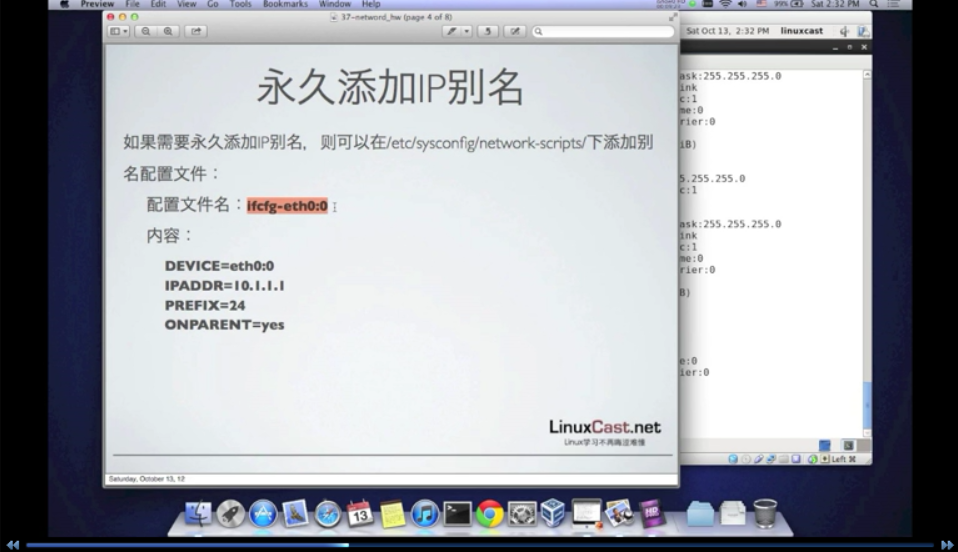 Preview File Edit View Go Tools Bookmarks Window Help
99% Sat 2:32 PM
37-netword_hw (page 4 of 8)
Sat Oct 13, 2:32 PM linuxcast
永久添加IP别名
如果需要永久添加IP别名，则可以在/etc/sysconfig/network-scripts/下添加别
名配置文件：
配置文件名：ifcfg-eth0:0
内容：
DEVICE=eth0:0
IPADDR=10.1.1.1
PREFIX=24
ONPARENT=yes
LinuxCast.net
Linux学习不再晦涩难懂
Saturday, October 13, 12
ask:255.255.255.0
ink
c:1
me:0
rier:0
iB)
5.255.255.0
c:1
ask:255.255.255.0
ink
c:1
me:0
rier:0
B)
e:0
ier:0
Left ⌘
13